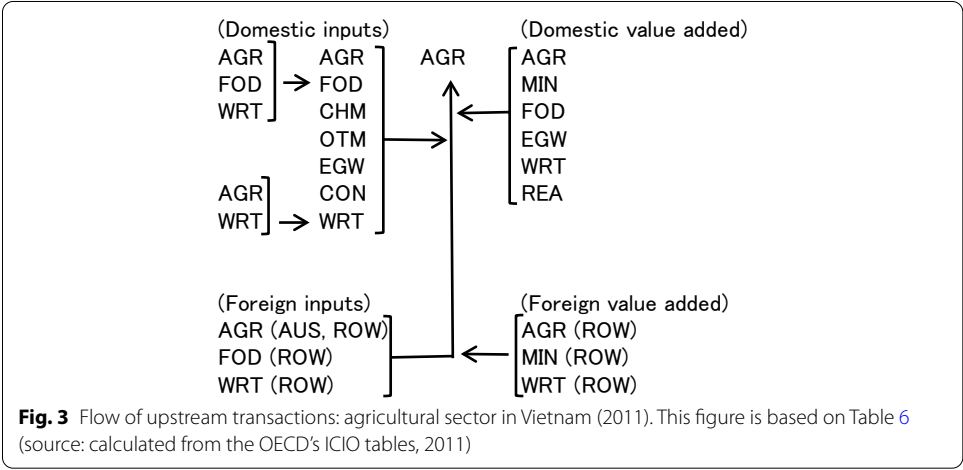 (Domestic inputs) (Domestic value added)
AGR AGR AGR AGR
FOD FOD MIN
WRT CHM FOD
OTM EGW
EGW WRT
AGR CON REA
WRT WRT
(Foreign inputs) (Foreign value added)
AGR (AUS, ROW) AGR (ROW)
FOD (ROW) MIN (ROW)
WRT (ROW) WRT (ROW)
Fig. 3 Flow of upstream transactions: agricultural sector in Vietnam (2011). This figure is based on Table 6
(source: calculated from the OECD’s ICIO tables, 2011)